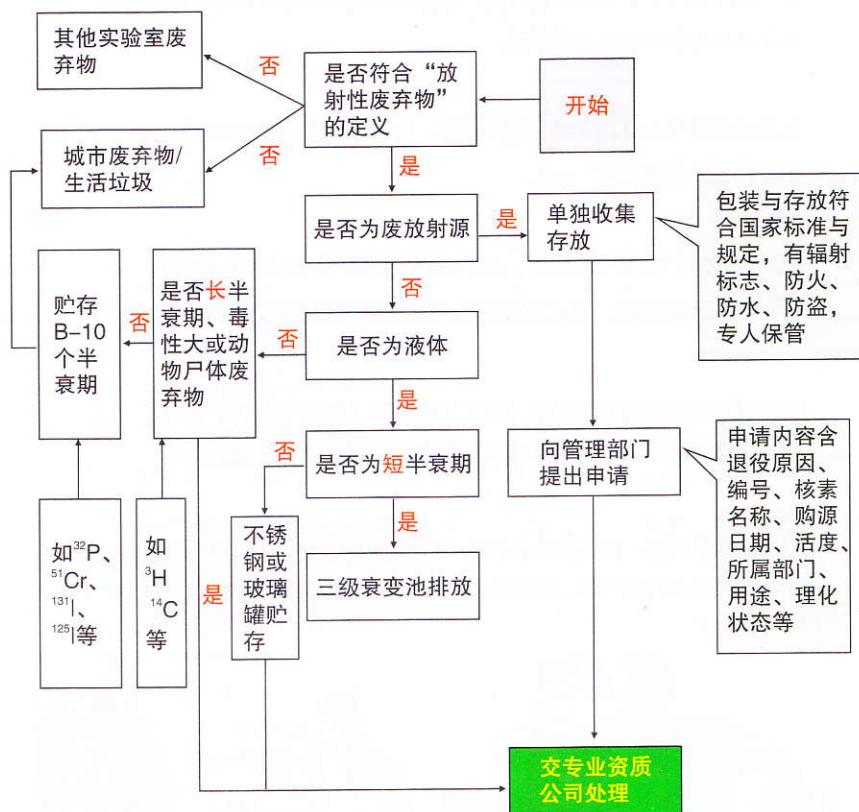 其他实验室废
弃物
否
是否符合“放
射性废弃物”
的定义
开始
否
城市废弃物/
生活垃圾
是
是否为废放射源
是
单独收集
存放
包装与存放符
合国家标准与
规定，有辐射
标志、防火、
防水、防盗，
专人保管
否
贮存
B-10
个半
衰期
否
是否长半
衰期、毒
性大或动
物尸体废
弃物
否
是否为液体
是
否
是否为短半衰期
向管理部门
提出申请
申请内容含
退役原因、
编号、核素
名称、购源
日期、活度、
所属部门、
用途、理化
状态等
是
如³²P、
⁵¹Cr、
¹³¹I、
¹²⁵I等
如
³H
¹⁴C
等
是
不锈
钢或
玻璃
罐贮
存
三级衰变池排放
交专业资质
公司处理